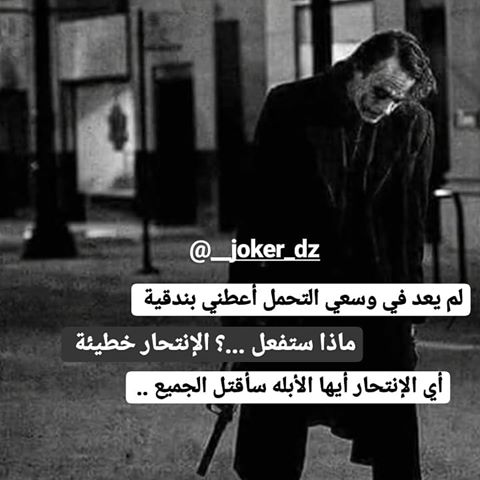 @__joker_dz
لم يعد في وسعي التحمل أعطني بندقية
ماذا ستفعل ...؟ الإنتحار خطيئة
أي الإنتحار أيها الأبله سأقتل الجميع ..